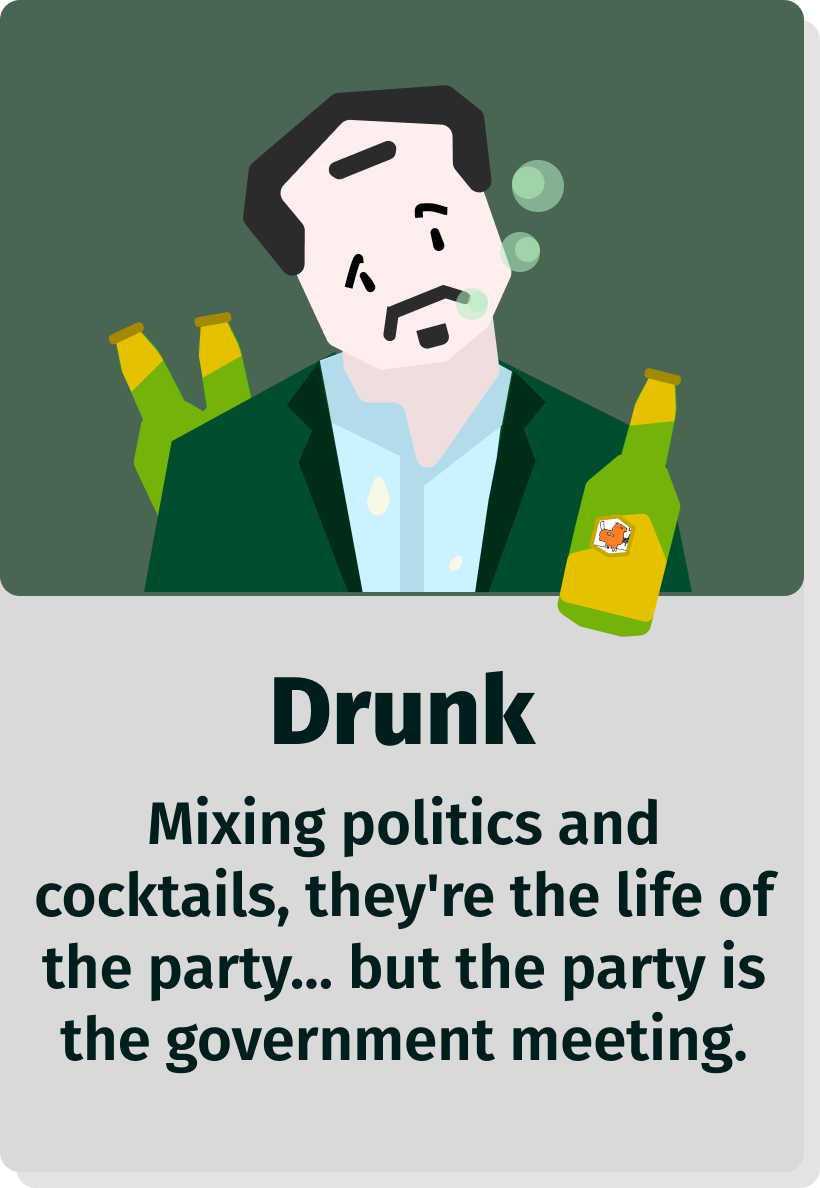 Drunk
Mixing politics and
cocktails, they're the life of
the party... but the party is
the government meeting.